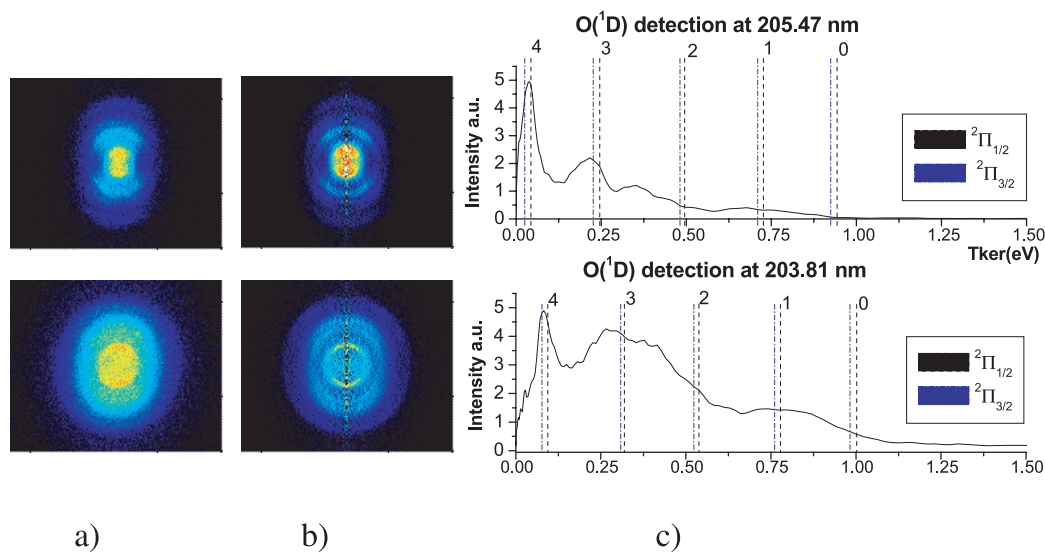 O(¹D) detection at 205.47 nm
4 3 2 1 0
5
4
3
2
1
0
Intensity a.u.
²Π1/2
²Π3/2
0.00 0.25 0.50 0.75 1.00 1.25 1.50
Tker(eV)
O(¹D) detection at 203.81 nm
4 3 2 1 0
5
4
3
2
1
0
Intensity a.u.
²Π1/2
²Π3/2
0.00 0.25 0.50 0.75 1.00 1.25 1.50
Tker(eV)
a) b) c)